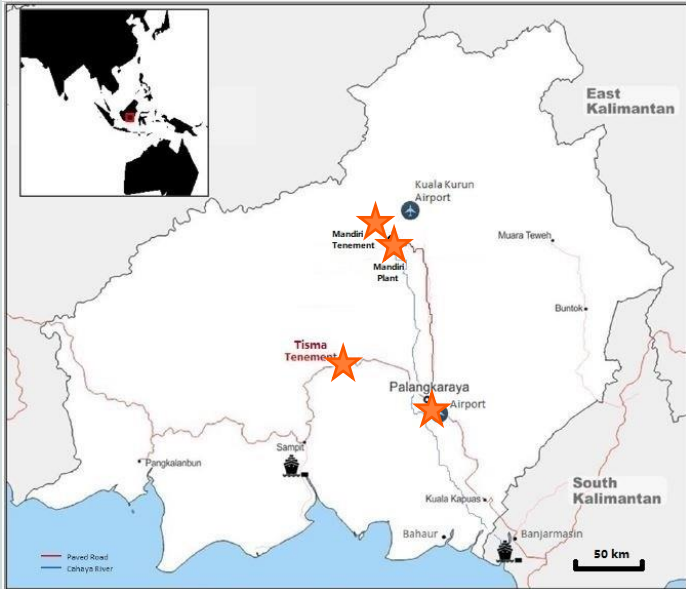 East
Kalimantan
Kuala Kurun
Airport
Mandiri
Tenement
Muara Teweh
Mandiri
Plant
Buntok
Tisma
Tenement
Palangkaraya
Airport
Sampit
Pangkalanbun
South
Kalimantan
Kuala Kapuas
Bahaur
Banjarmasin
Paved Road
Cahaya River
50 km